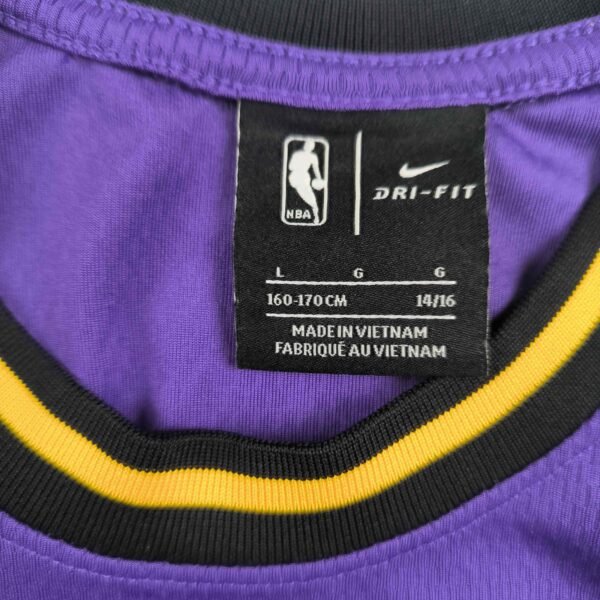 NBA
DRI-FIT
L G G
160-170 CM 14/16
MADE IN VIETNAM
FABRIQUÉ AU VIETNAM